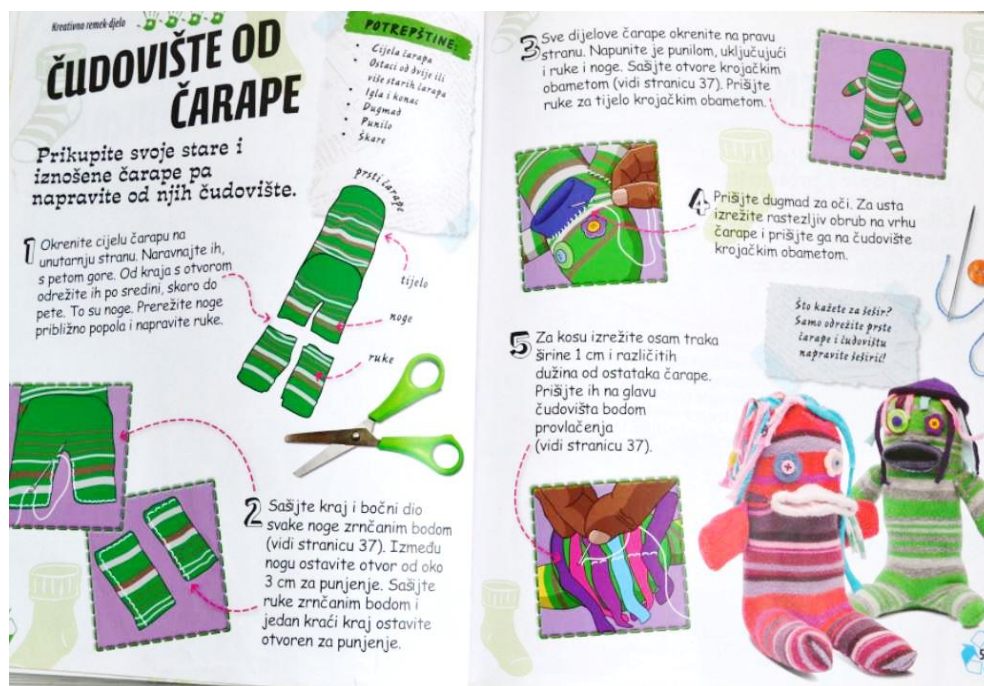 Kreativno remek-djelo
ČUDOVIŠTE OD
ČARAPE
Prikupite svoje stare i
iznošene čarape pa
napravite od njih čudovište.
POTREPŠTINE:
• Cijela čarapa
• Ostaci od dvije ili
više starih čarapa
• Igla i konac
• Dugmad
• Punilo
• Škare
1 Okrenite cijelu čarapu na
unutarnju stranu. Naravnajte ih,
s petom gore. Od kraja s otvorom
odrežite ih po sredini, skoro do
pete. To su noge. Prerežite noge
približno popola i napravite ruke.
prsti čarape
tijelo
noge
ruke
2 Sašijte kraj i bočni dio
svake noge zrnčanim bodom
(vidi stranicu 37). Između
nogu ostavite otvor od oko
3 cm za punjenje. Sašijte
ruke zrnčanim bodom i
jedan kraći kraj ostavite
otvoren za punjenje.
3 Sve dijelove čarape okrenite na pravu
stranu. Napunite je punilom, uključujući
i ruke i noge. Sašijte otvore krojačkim
obametom (vidi stranicu 37). Prišijte
ruke za tijelo krojačkim obametom.
4 Prišijte dugmad za oči. Za usta
izrežite rastezljiv obrub na vrhu
čarape i prišijte ga na čudovište
krojačkim obametom.
Što kažete za šešir?
Samo odrežite prste
čarape i čudovištu
napravite šeširić!
5 Za kosu izrežite osam traka
širine 1 cm i različitih
dužina od ostataka čarape.
Prišijte ih na glavu
čudovišta bodom
provlačenja
(vidi stranicu 37).
5